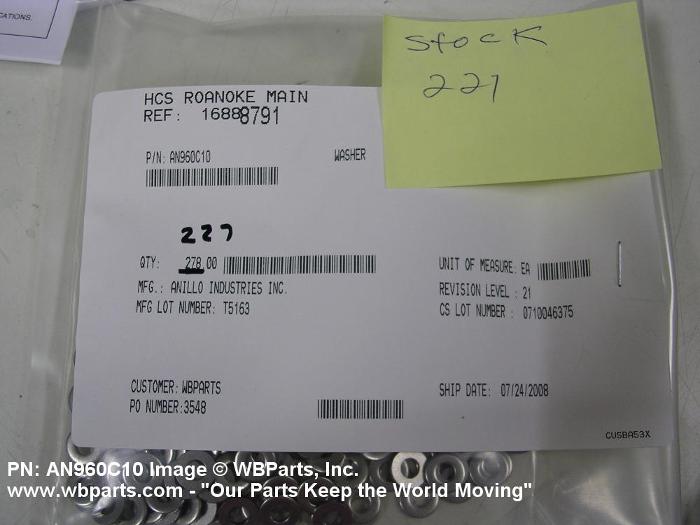 CATIONS.
Stock
221
HCS ROANOKE MAIN
REF: 16888791
P/N: AN960C10 WASHER
227
QTY: 278.00 UNIT OF MEASURE: EA
MFG.: ANILLO INDUSTRIES INC. REVISION LEVEL : 21
MFG LOT NUMBER: T5163 CS LOT NUMBER : 0710046375
CUSTOMER: WBPARTS SHIP DATE: 07/24/2008
PO NUMBER: 3548
CUSBA53X
PN: AN960C10 Image © WBParts, Inc.
www.wbparts.com - "Our Parts Keep the World Moving"